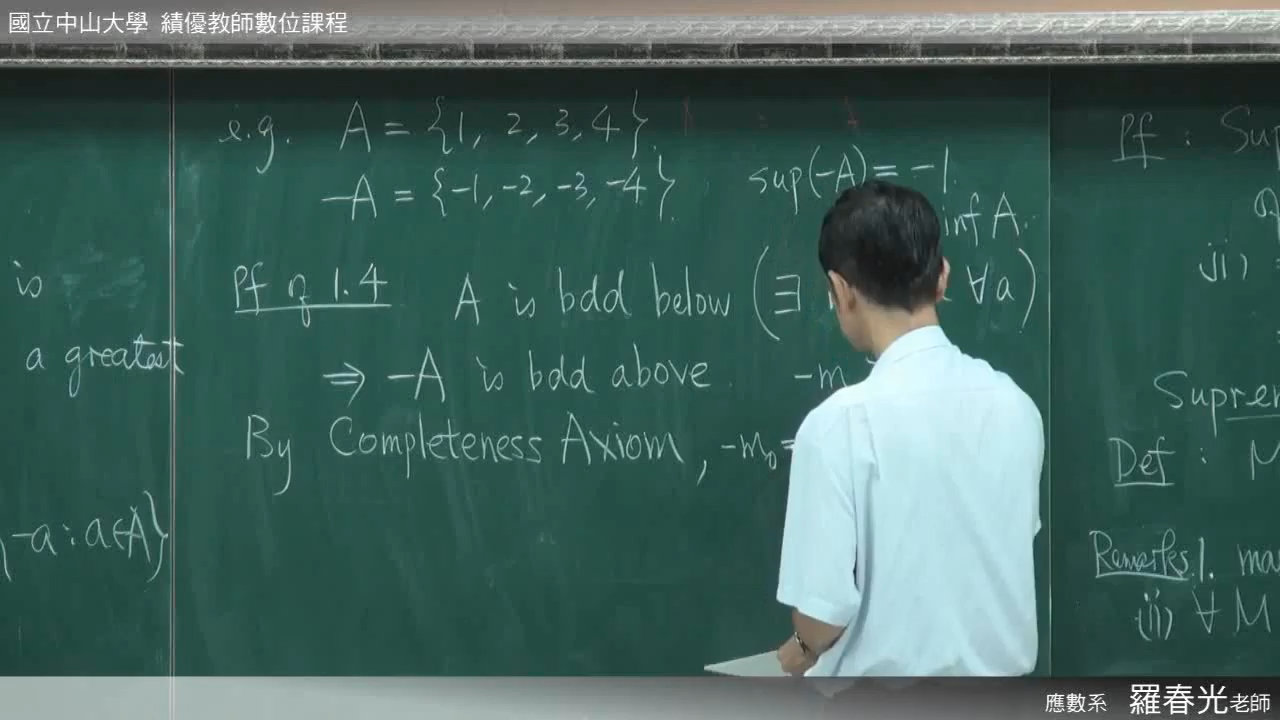 國立中山大學 績優教師數位課程
is
a greatest
-a : a∈A}
e.g. A = {1, 2, 3, 4}.
-A = {-1, -2, -3, -4}.
sup(-A) = -1.
inf A.
Pf of 1.4 A is bdd below (∃ ∀a)
⇒ -A is bdd above. -m
By Completeness Axiom, -m₀ =
Pf : Sup
ii)
Supre
Def : M
Remarks 1. ma
(ii) ∀ M
應數系 羅春光老師